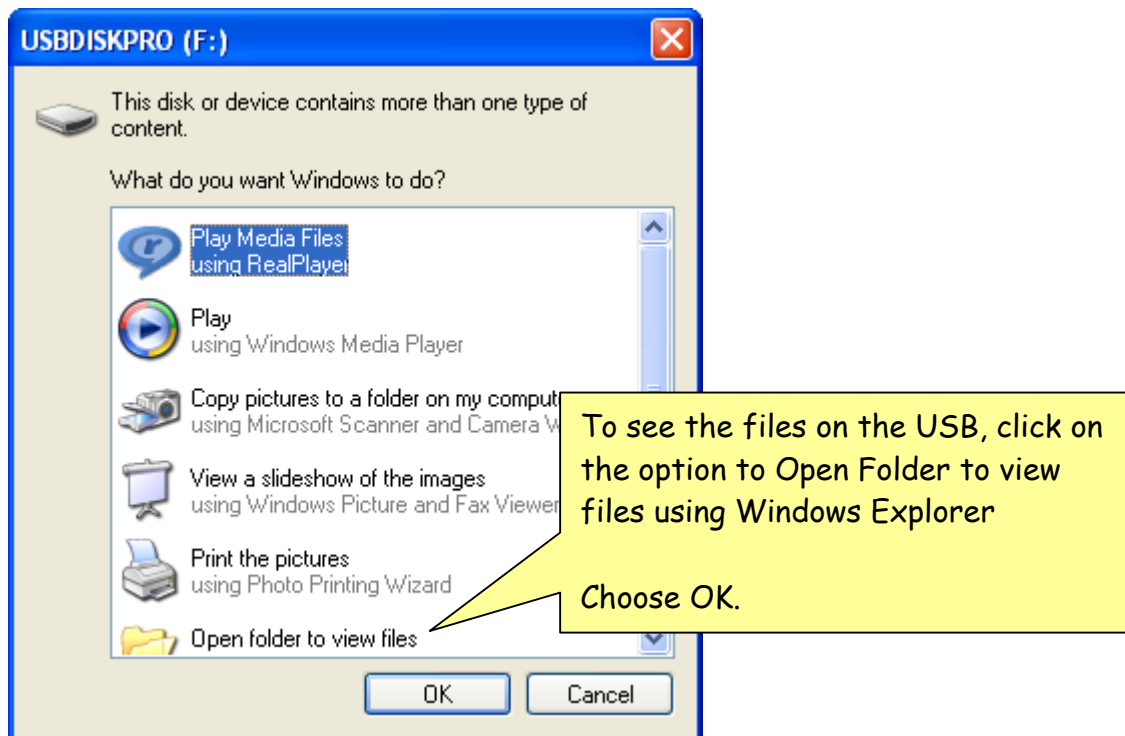 USBDISKPRO (F:)
This disk or device contains more than one type of
content.
What do you want Windows to do?
Play Media Files
using RealPlayer
Play
using Windows Media Player
Copy pictures to a folder on my comput
using Microsoft Scanner and Camera W
View a slideshow of the images
using Windows Picture and Fax Viewer
Print the pictures
using Photo Printing Wizard
Open folder to view files
To see the files on the USB, click on
the option to Open Folder to view
files using Windows Explorer
Choose OK.
OK
Cancel